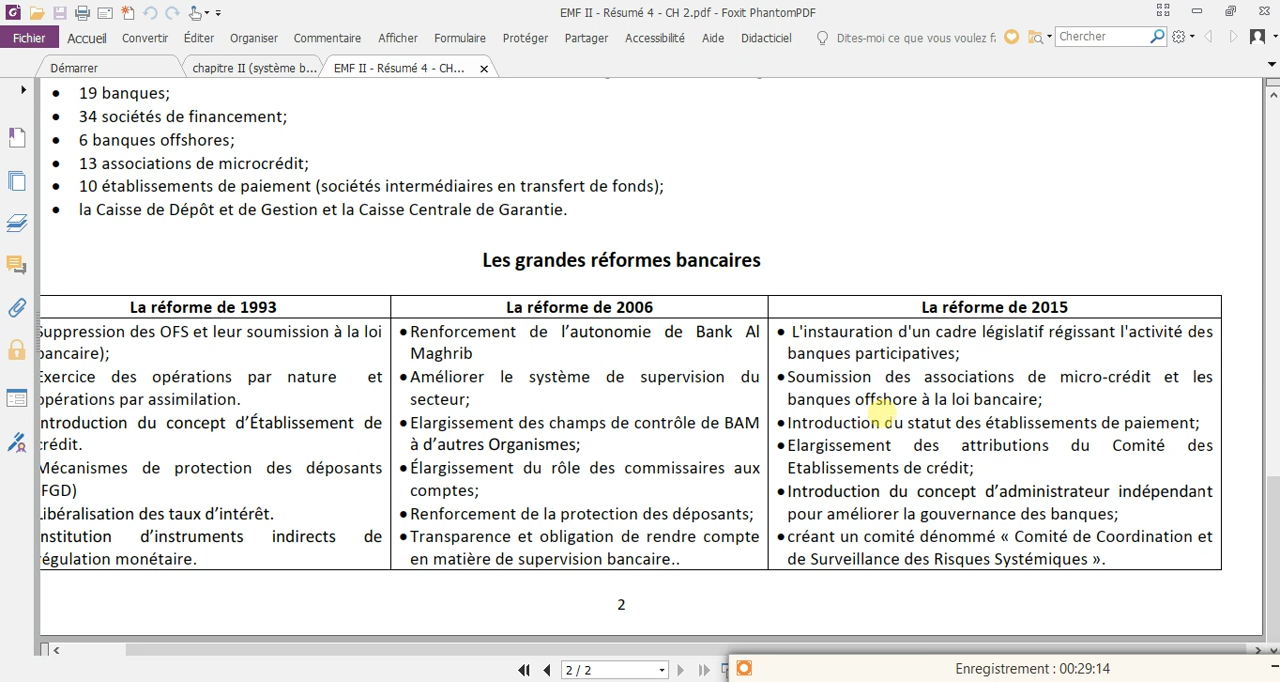 EMF II - Résumé 4 - CH 2.pdf - Foxit PhantomPDF
Fichier Accueil Convertir Éditer Organiser Commentaire Afficher Formulaire Protéger Partager Accessibilité Aide Didacticiel Dites-moi ce que vous voulez f Chercher
Démarrer chapitre II (système b... EMF II - Résumé 4 - CH...
• 19 banques;
• 34 sociétés de financement;
• 6 banques offshores;
• 13 associations de microcrédit;
• 10 établissements de paiement (sociétés intermédiaires en transfert de fonds);
• la Caisse de Dépôt et de Gestion et la Caisse Centrale de Garantie.
Les grandes réformes bancaires
La réforme de 1993
Suppression des OFS et leur soumission à la loi
bancaire);
Exercice des opérations par nature et
opérations par assimilation.
ntroduction du concept d'Établissement de
crédit.
Mécanismes de protection des déposants
FGD)
Libéralisation des taux d'intérêt.
nstitution d'instruments indirects de
régulation monétaire.
La réforme de 2006
• Renforcement de l'autonomie de Bank Al
Maghrib
• Améliorer le système de supervision du
secteur;
• Elargissement des champs de contrôle de BAM
à d'autres Organismes;
• Élargissement du rôle des commissaires aux
comptes;
• Renforcement de la protection des déposants;
• Transparence et obligation de rendre compte
en matière de supervision bancaire..
La réforme de 2015
• L'instauration d'un cadre législatif régissant l'activité des
banques participatives;
• Soumission des associations de micro-crédit et les
banques offshore à la loi bancaire;
• Introduction du statut des établissements de paiement;
• Elargissement des attributions du Comité des
Etablissements de crédit;
• Introduction du concept d'administrateur indépendant
pour améliorer la gouvernance des banques;
• créant un comité dénommé « Comité de Coordination et
de Surveillance des Risques Systémiques ».
2
2 / 2
Enregistrement : 00:29:14